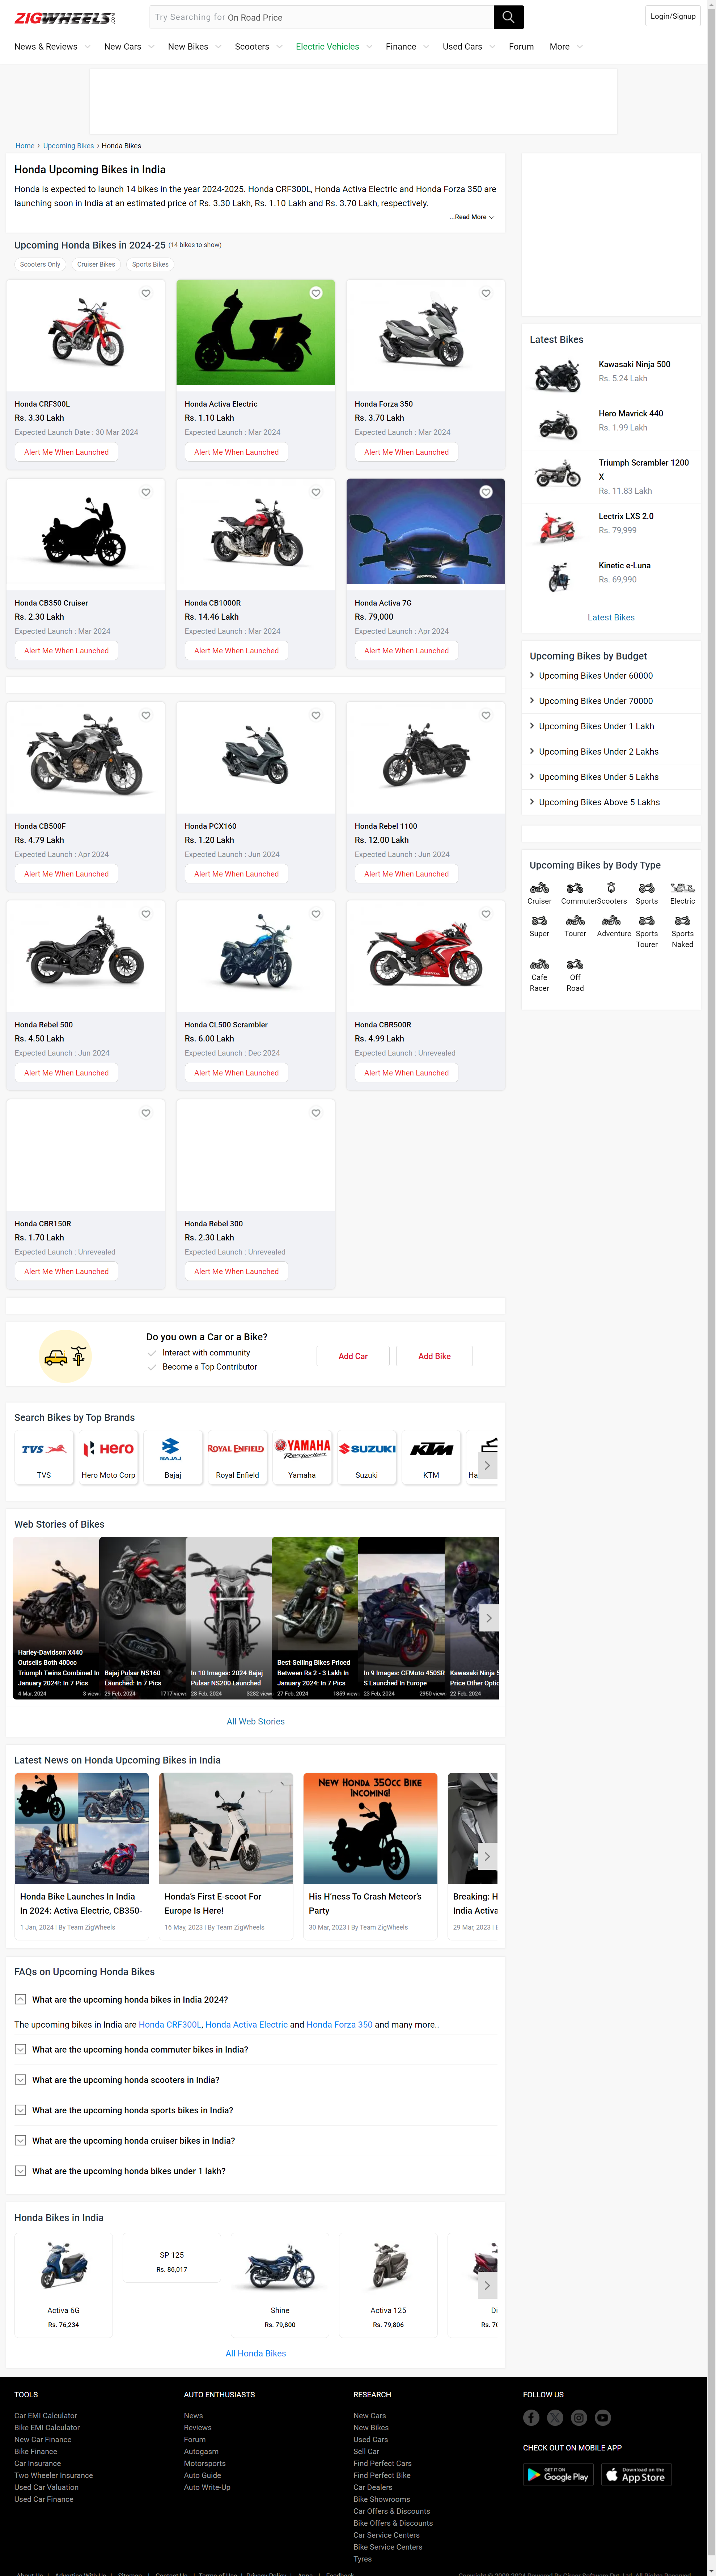 ZIGWHEELS.com
Try Searching for On Road Price
Login/Signup
News & Reviews
New Cars
New Bikes
Scooters
Electric Vehicles
Finance
Used Cars
Forum
More
Home › Upcoming Bikes › Honda Bikes
Honda Upcoming Bikes in India
Honda is expected to launch 14 bikes in the year 2024-2025. Honda CRF300L, Honda Activa Electric and Honda Forza 350 are
launching soon in India at an estimated price of Rs. 3.30 Lakh, Rs. 1.10 Lakh and Rs. 3.70 Lakh, respectively.
...Read More
Upcoming Honda Bikes in 2024-25 (14 bikes to show)
Scooters Only
Cruiser Bikes
Sports Bikes
Honda CRF300L
Rs. 3.30 Lakh
Expected Launch Date : 30 Mar 2024
Alert Me When Launched
Honda Activa Electric
Rs. 1.10 Lakh
Expected Launch : Mar 2024
Alert Me When Launched
Honda Forza 350
Rs. 3.70 Lakh
Expected Launch : Mar 2024
Alert Me When Launched
Honda CB350 Cruiser
Rs. 2.30 Lakh
Expected Launch : Mar 2024
Alert Me When Launched
Honda CB1000R
Rs. 14.46 Lakh
Expected Launch : Mar 2024
Alert Me When Launched
HONDA
Honda Activa 7G
Rs. 79,000
Expected Launch : Apr 2024
Alert Me When Launched
Honda CB500F
Rs. 4.79 Lakh
Expected Launch : Apr 2024
Alert Me When Launched
Honda PCX160
Rs. 1.20 Lakh
Expected Launch : Jun 2024
Alert Me When Launched
Honda Rebel 1100
Rs. 12.00 Lakh
Expected Launch : Jun 2024
Alert Me When Launched
Honda Rebel 500
Rs. 4.50 Lakh
Expected Launch : Jun 2024
Alert Me When Launched
Honda CL500 Scrambler
Rs. 6.00 Lakh
Expected Launch : Dec 2024
Alert Me When Launched
Honda CBR500R
Rs. 4.99 Lakh
Expected Launch : Unrevealed
Alert Me When Launched
Honda CBR150R
Rs. 1.70 Lakh
Expected Launch : Unrevealed
Alert Me When Launched
Honda Rebel 300
Rs. 2.30 Lakh
Expected Launch : Unrevealed
Alert Me When Launched
Latest Bikes
Kawasaki Ninja 500
Rs. 5.24 Lakh
Hero Mavrick 440
Rs. 1.99 Lakh
Triumph Scrambler 1200
X
Rs. 11.83 Lakh
Lectrix LXS 2.0
Rs. 79,999
Kinetic e-Luna
Rs. 69,990
Latest Bikes
Upcoming Bikes by Budget
Upcoming Bikes Under 60000
Upcoming Bikes Under 70000
Upcoming Bikes Under 1 Lakh
Upcoming Bikes Under 2 Lakhs
Upcoming Bikes Under 5 Lakhs
Upcoming Bikes Above 5 Lakhs
Upcoming Bikes by Body Type
Cruiser
Commuter
Scooters
Sports
Electric
Super
Tourer
Adventure
Sports
Tourer
Sports
Naked
Cafe
Racer
Off
Road
Do you own a Car or a Bike?
Interact with community
Become a Top Contributor
Add Car
Add Bike
Search Bikes by Top Brands
TVS
TVS
Hero
Hero Moto Corp
BAJAJ
Bajaj
ROYAL ENFIELD
Royal Enfield
YAMAHA
Revs Your Heart
Yamaha
SUZUKI
Suzuki
KTM
KTM
Ha
Web Stories of Bikes
Harley-Davidson X440
Outsells Both 400cc
Triumph Twins Combined In
January 2024!: In 7 Pics
4 Mar, 2024 3 view
Bajaj Pulsar NS160
Launched: In 7 Pics
29 Feb, 2024 1717 view
In 10 Images: 2024 Bajaj
Pulsar NS200 Launched
28 Feb, 2024 3282 view
Best-Selling Bikes Priced
Between Rs 2 - 3 Lakh In
January 2024: In 7 Pics
27 Feb, 2024 1859 view
In 9 Images: CFMoto 450SR
S Launched In Europe
23 Feb, 2024 2950 view
Kawasaki Ninja 5
Price Other Optio
22 Feb, 2024
All Web Stories
Latest News on Honda Upcoming Bikes in India
Honda Bike Launches In India
In 2024: Activa Electric, CB350-
1 Jan, 2024 | By Team ZigWheels
Honda's First E-scoot For
Europe Is Here!
16 May, 2023 | By Team ZigWheels
NEW HONDA 350CC BIKE
INCOMING!
His H'ness To Crash Meteor's
Party
30 Mar, 2023 | By Team ZigWheels
Breaking: H
India Activa
29 Mar, 2023 |
FAQs on Upcoming Honda Bikes
What are the upcoming honda bikes in India 2024?
The upcoming bikes in India are Honda CRF300L, Honda Activa Electric and Honda Forza 350 and many more..
What are the upcoming honda commuter bikes in India?
What are the upcoming honda scooters in India?
What are the upcoming honda sports bikes in India?
What are the upcoming honda cruiser bikes in India?
What are the upcoming honda bikes under 1 lakh?
Honda Bikes in India
Activa 6G
Rs. 76,234
SP 125
Rs. 86,017
Shine
Rs. 79,800
Activa 125
Rs. 79,806
Di
Rs. 70
All Honda Bikes
TOOLS
Car EMI Calculator
Bike EMI Calculator
New Car Finance
Bike Finance
Car Insurance
Two Wheeler Insurance
Used Car Valuation
Used Car Finance
AUTO ENTHUSIASTS
News
Reviews
Forum
Autogasm
Motorsports
Auto Guide
Auto Write-Up
RESEARCH
New Cars
New Bikes
Used Cars
Sell Car
Find Perfect Cars
Find Perfect Bike
Car Dealers
Bike Showrooms
Car Offers & Discounts
Bike Offers & Discounts
Car Service Centers
Bike Service Centers
Tyres
FOLLOW US
CHECK OUT ON MOBILE APP
GET IT ON
Google Play
Download on the
App Store